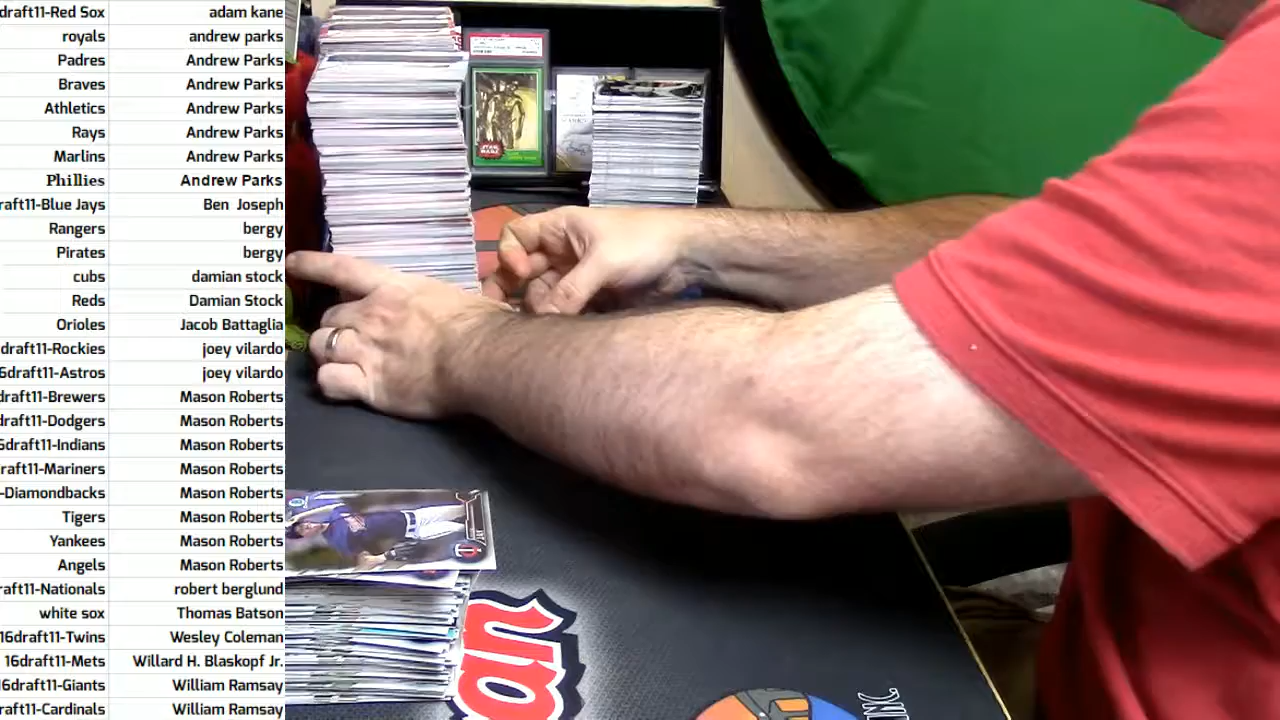 draft11-Red Sox adam kane
royals andrew parks
Padres Andrew Parks
Braves Andrew Parks
Athletics Andrew Parks
Rays Andrew Parks
Marlins Andrew Parks
Phillies Andrew Parks
raft11-Blue Jays Ben Joseph
Rangers bergy
Pirates bergy
cubs damian stock
Reds Damian Stock
Orioles Jacob Battaglia
draft11-Rockies joey vilardo
6draft11-Astros joey vilardo
raft11-Brewers Mason Roberts
raft11-Dodgers Mason Roberts
6draft11-Indians Mason Roberts
raft11-Mariners Mason Roberts
-Diamondbacks Mason Roberts
Tigers Mason Roberts
Yankees Mason Roberts
Angels Mason Roberts
raft11-Nationals robert berglund
white sox Thomas Batson
16draft11-Twins Wesley Coleman
16draft11-Mets Willard H. Blaskopf Jr.
6draft11-Giants William Ramsay
raft11-Cardinals William Ramsay
STAR
WARS
an